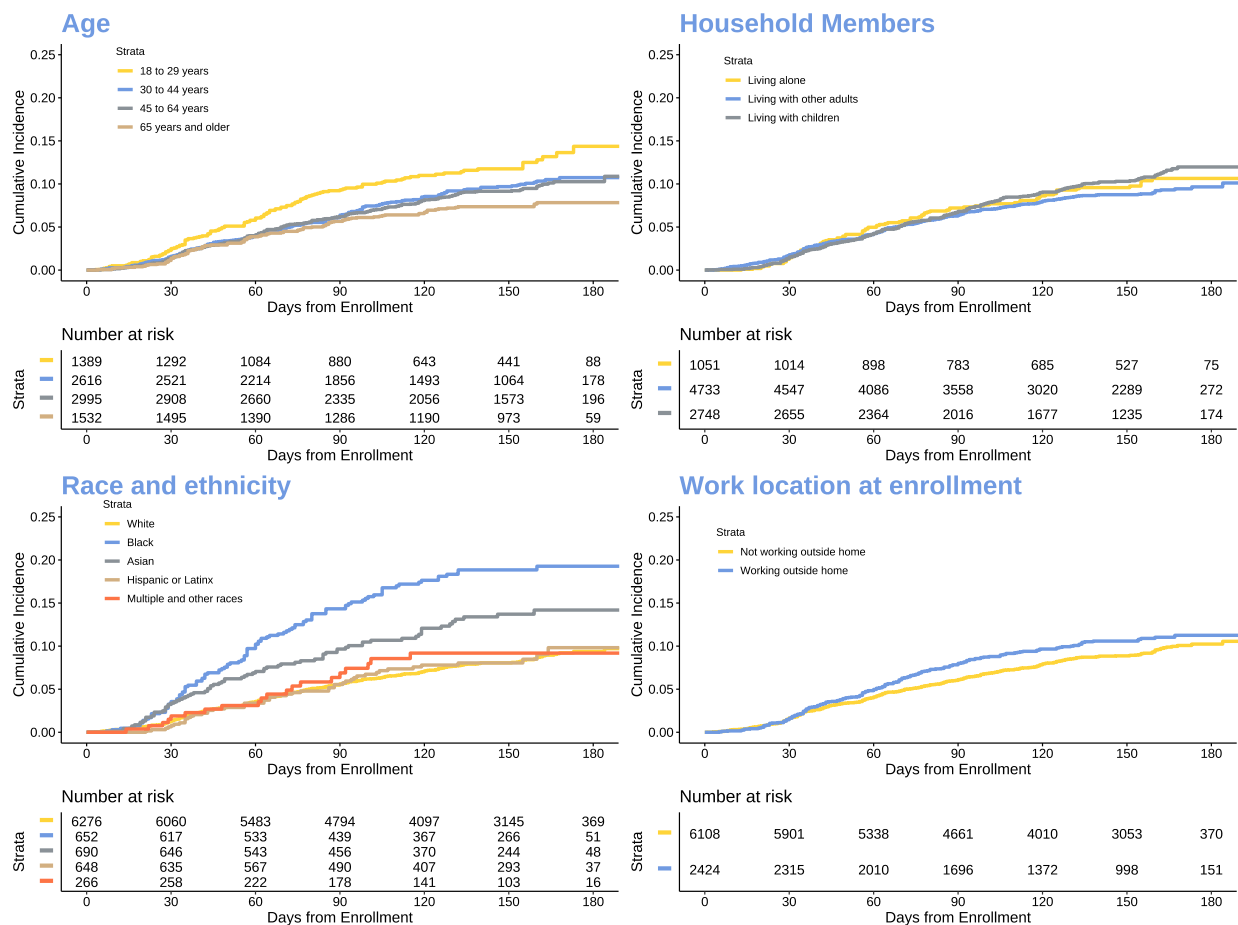 Age
0.25
0.20
0.15
0.10
0.05
0.00
Cumulative Incidence
Strata
18 to 29 years
30 to 44 years
45 to 64 years
65 years and older
0 30 60 90 120 150 180
Days from Enrollment
Number at risk
Strata
1389 1292 1084 880 643 441 88
2616 2521 2214 1856 1493 1064 178
2995 2908 2660 2335 2056 1573 196
1532 1495 1390 1286 1190 973 59
0 30 60 90 120 150 180
Days from Enrollment
Household Members
0.25
0.20
0.15
0.10
0.05
0.00
Cumulative Incidence
Strata
Living alone
Living with other adults
Living with children
0 30 60 90 120 150 180
Days from Enrollment
Number at risk
Strata
1051 1014 898 783 685 527 75
4733 4547 4086 3558 3020 2289 272
2748 2655 2364 2016 1677 1235 174
0 30 60 90 120 150 180
Days from Enrollment
Race and ethnicity
0.25
0.20
0.15
0.10
0.05
0.00
Cumulative Incidence
Strata
White
Black
Asian
Hispanic or Latinx
Multiple and other races
0 30 60 90 120 150 180
Days from Enrollment
Number at risk
Strata
6276 6060 5483 4794 4097 3145 369
652 617 533 439 367 266 51
690 646 543 456 370 244 48
648 635 567 490 407 293 37
266 258 222 178 141 103 16
0 30 60 90 120 150 180
Days from Enrollment
Work location at enrollment
0.25
0.20
0.15
0.10
0.05
0.00
Cumulative Incidence
Strata
Not working outside home
Working outside home
0 30 60 90 120 150 180
Days from Enrollment
Number at risk
Strata
6108 5901 5338 4661 4010 3053 370
2424 2315 2010 1696 1372 998 151
0 30 60 90 120 150 180
Days from Enrollment